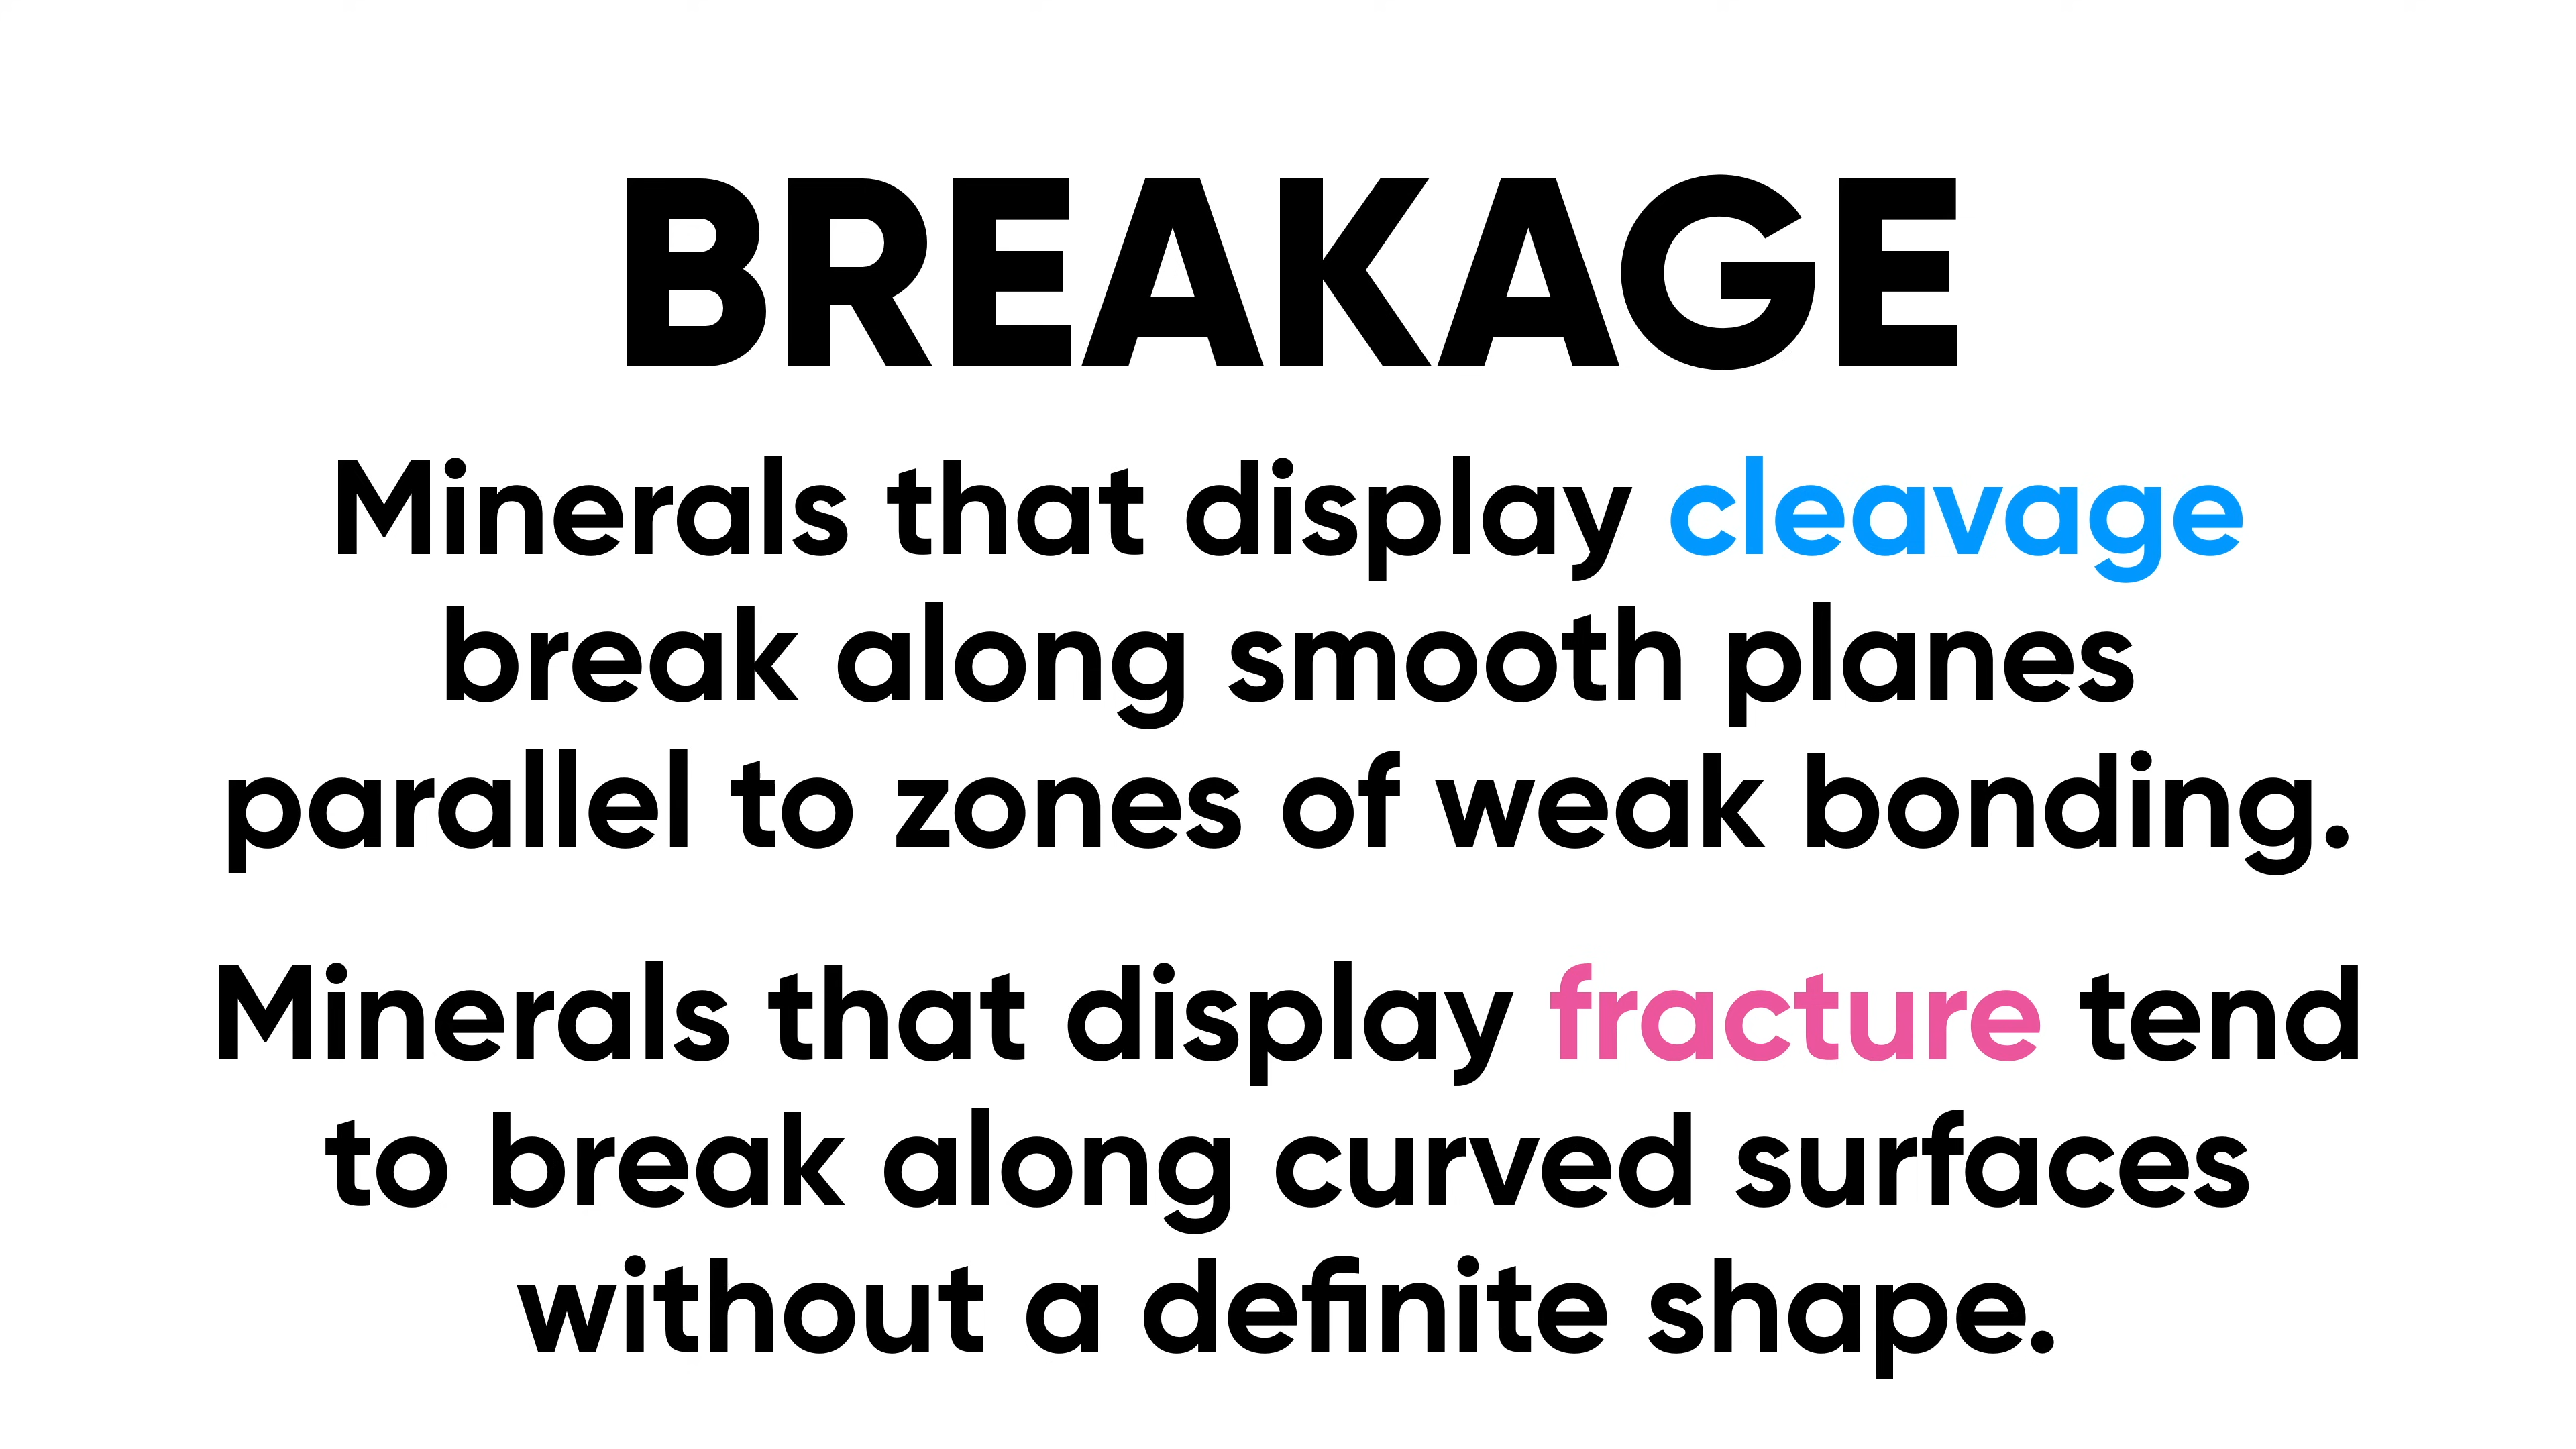 BREAKAGE
Minerals that display cleavage
break along smooth planes
parallel to zones of weak bonding.
Minerals that display fracture tend
to break along curved surfaces
without a definite shape.